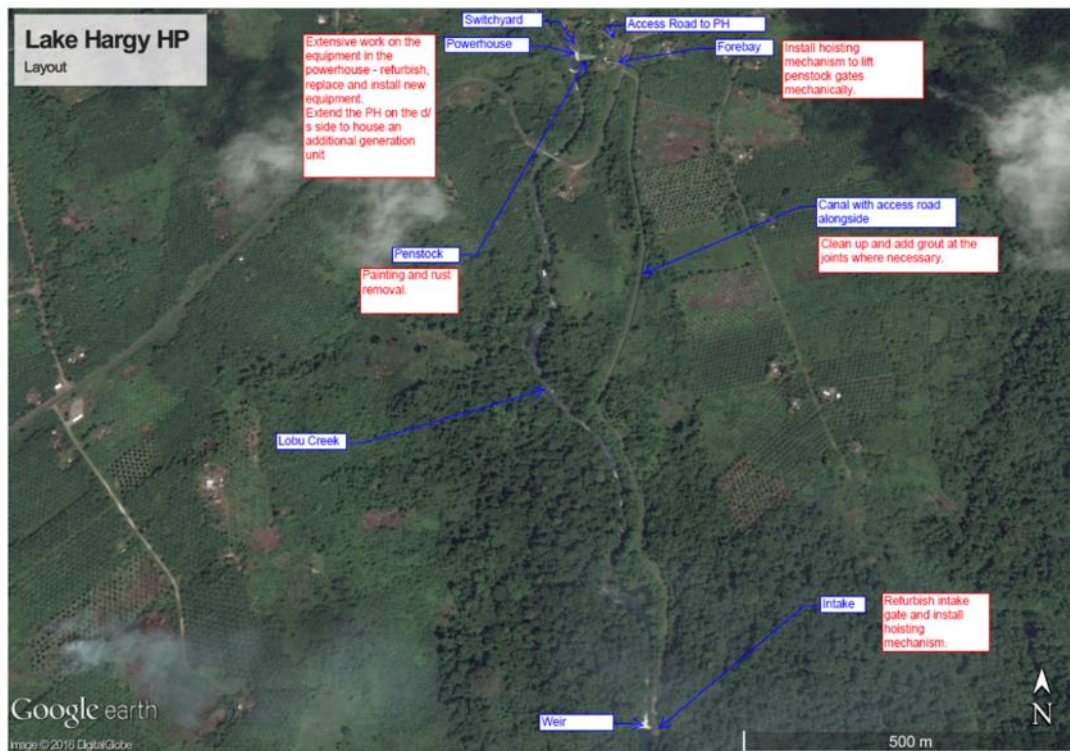 Lake Hargy HP
Layout
Switchyard
Access Road to PH
Powerhouse
Forebay
Extensive work on the
equipment in the
powerhouse - refurbish,
replace and install new
equipment.
Extend the PH on the d/
s side to house an
additional generation
unit
Install hoisting
mechanism to lift
penstock gates
mechanically.
Canal with access road
alongside
Clean up and add grout at the
joints where necessary.
Penstock
Painting and rust
removal.
Lobu Creek
Intake
Refurbish intake
gate and install
hoisting
mechanism.
Weir
N
Google earth
Image © 2016 DigitalGlobe
500 m